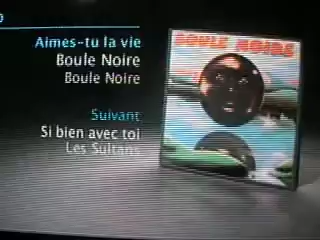 Aimes-tu la vie
Boule Noire
Boule Noire
Suivant
Si bien avec toi
Les Sultans
BOULE NOIRE